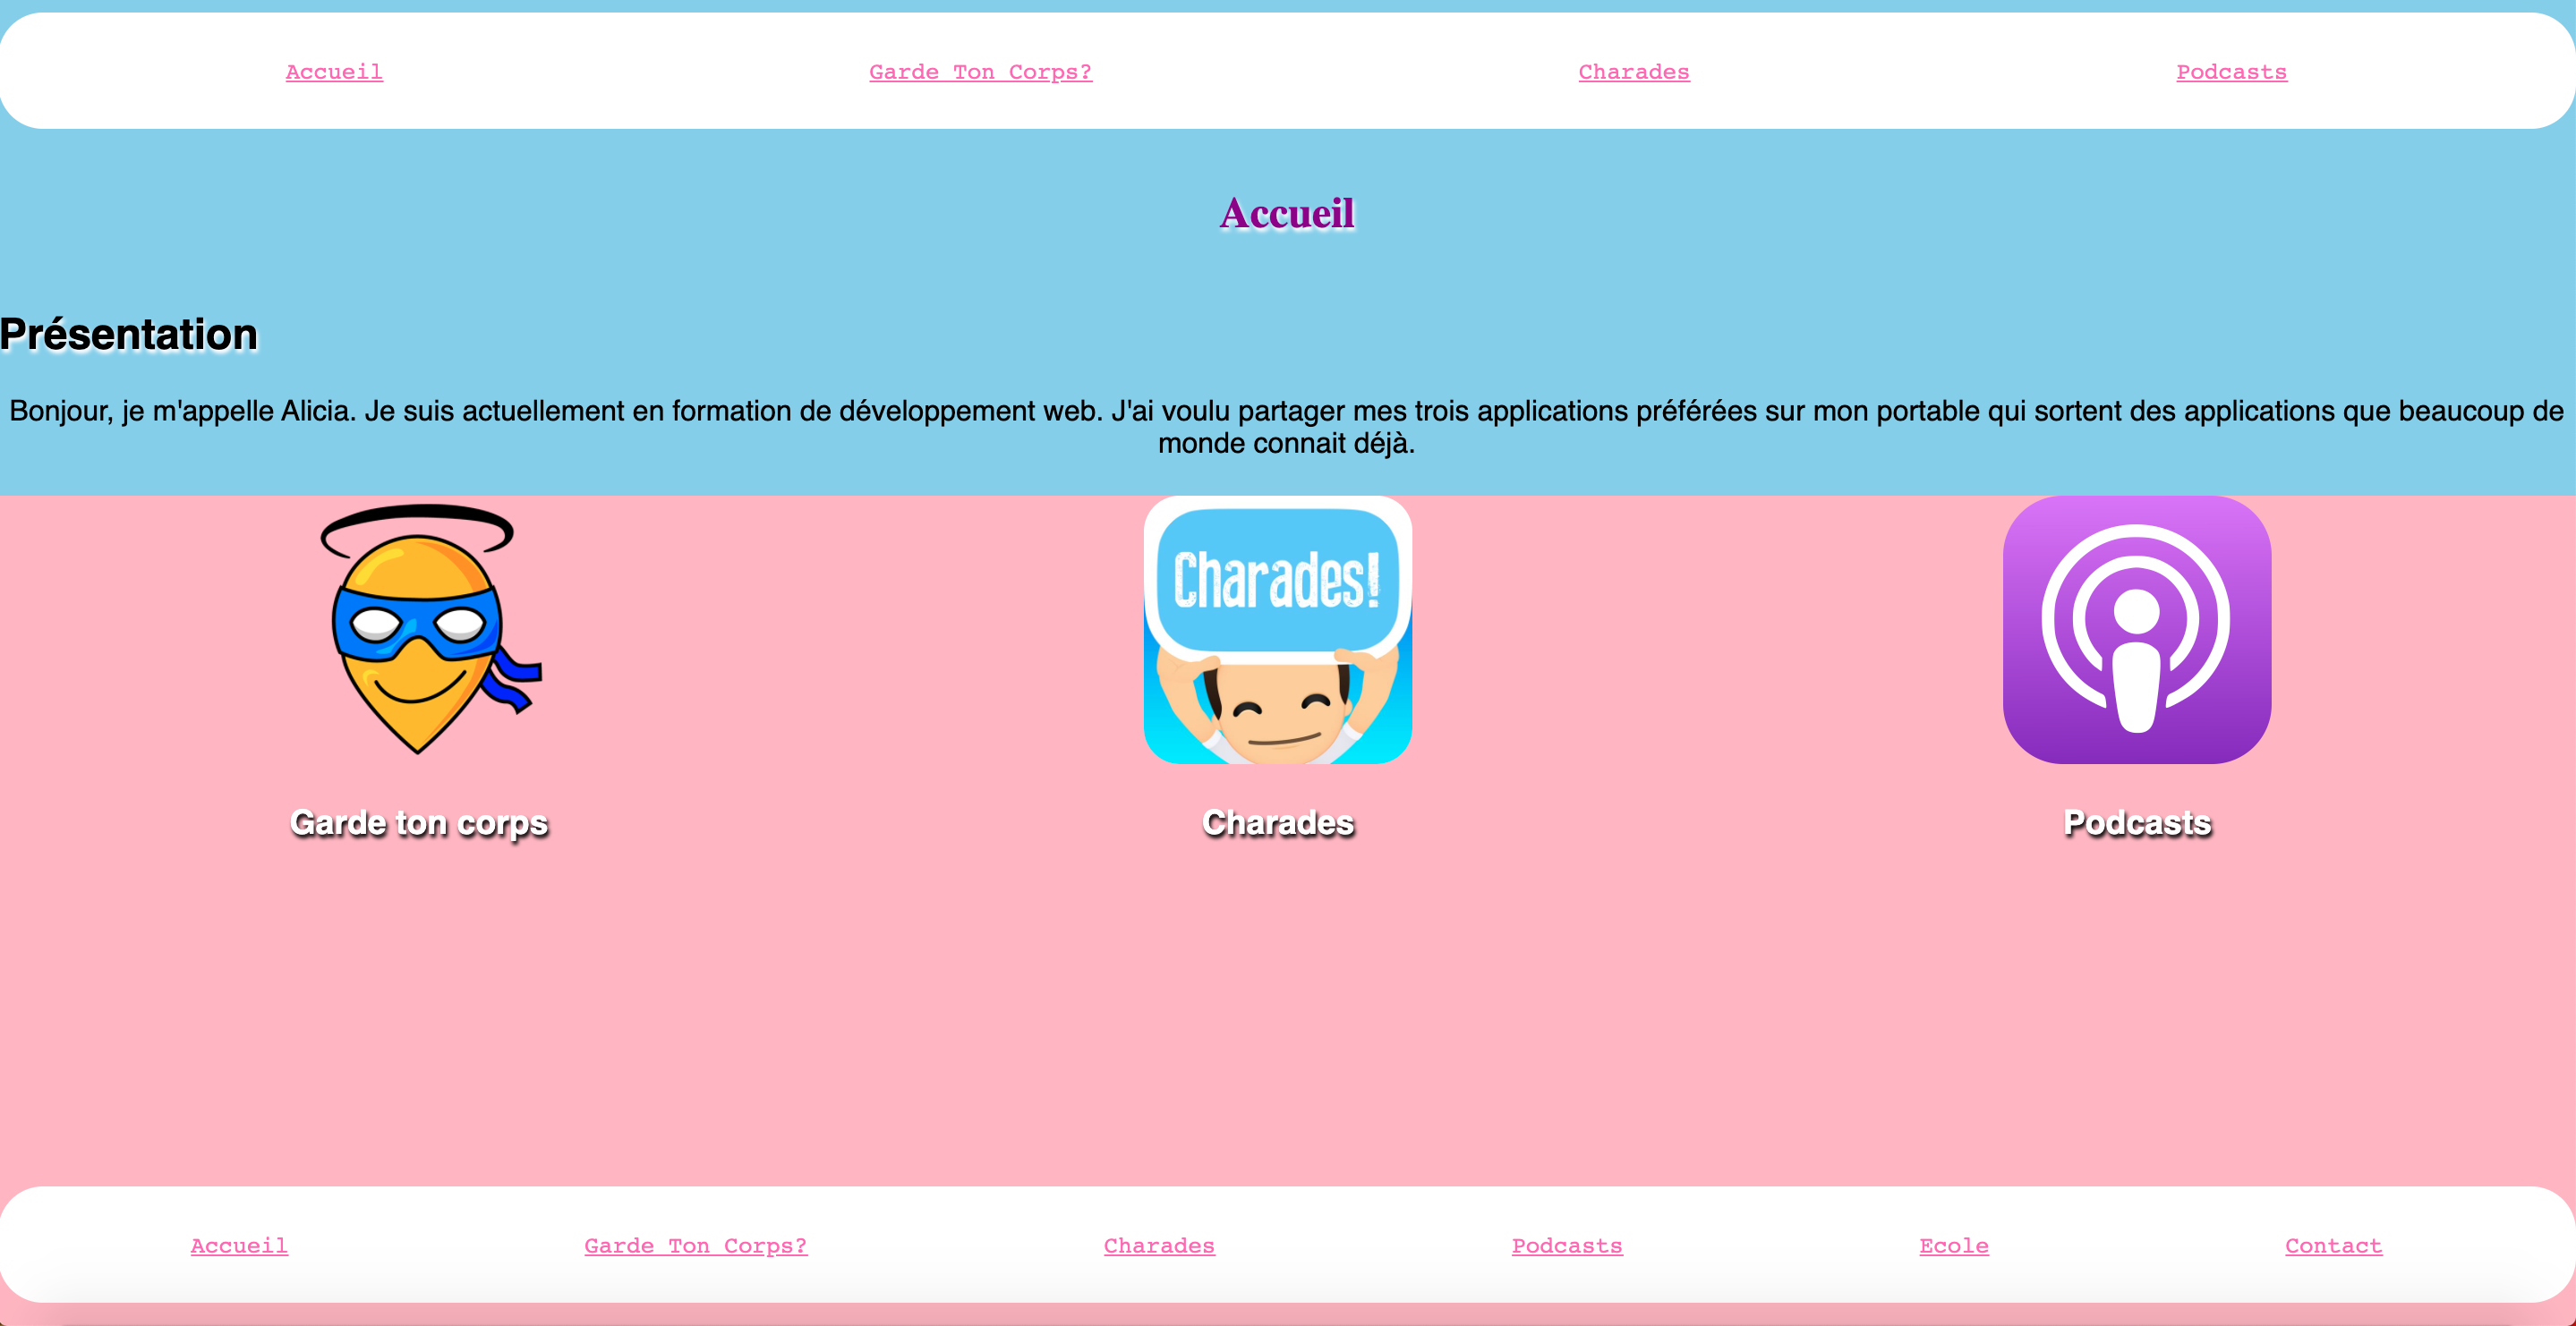 Accueil Garde Ton Corps? Charades Podcasts
Accueil
Présentation
Bonjour, je m'appelle Alicia. Je suis actuellement en formation de développement web. J'ai voulu partager mes trois applications préférées sur mon portable qui sortent des applications que beaucoup de
monde connait déjà.
Charades!
Garde ton corps Charades Podcasts
Accueil Garde Ton Corps? Charades Podcasts Ecole Contact